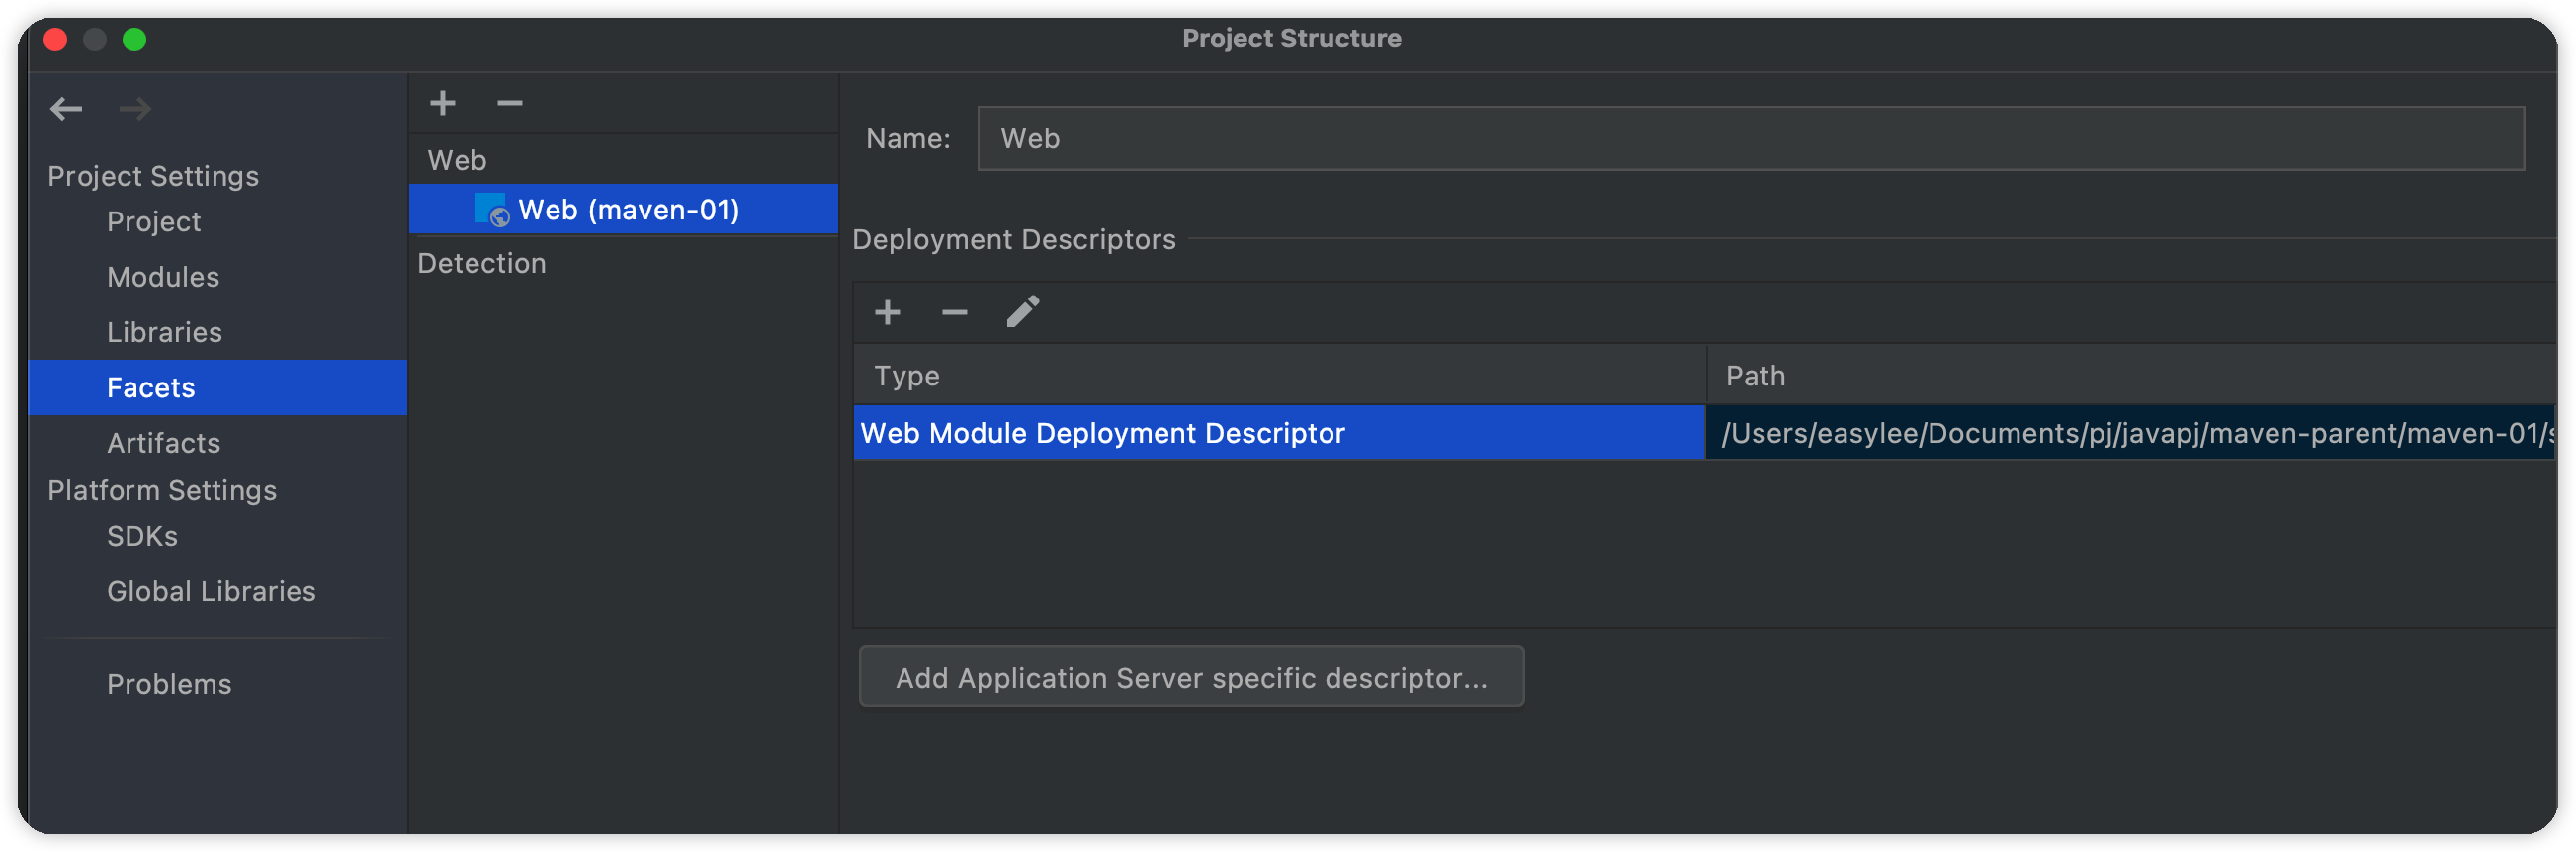 Project Structure
Project Settings
Project
Modules
Libraries
Facets
Artifacts
Platform Settings
SDKs
Global Libraries
Problems
Web
Web (maven-01)
Detection
Name: Web
Deployment Descriptors
Type Path
Web Module Deployment Descriptor /Users/easylee/Documents/pj/javapj/maven-parent/maven-01/s
Add Application Server specific descriptor...